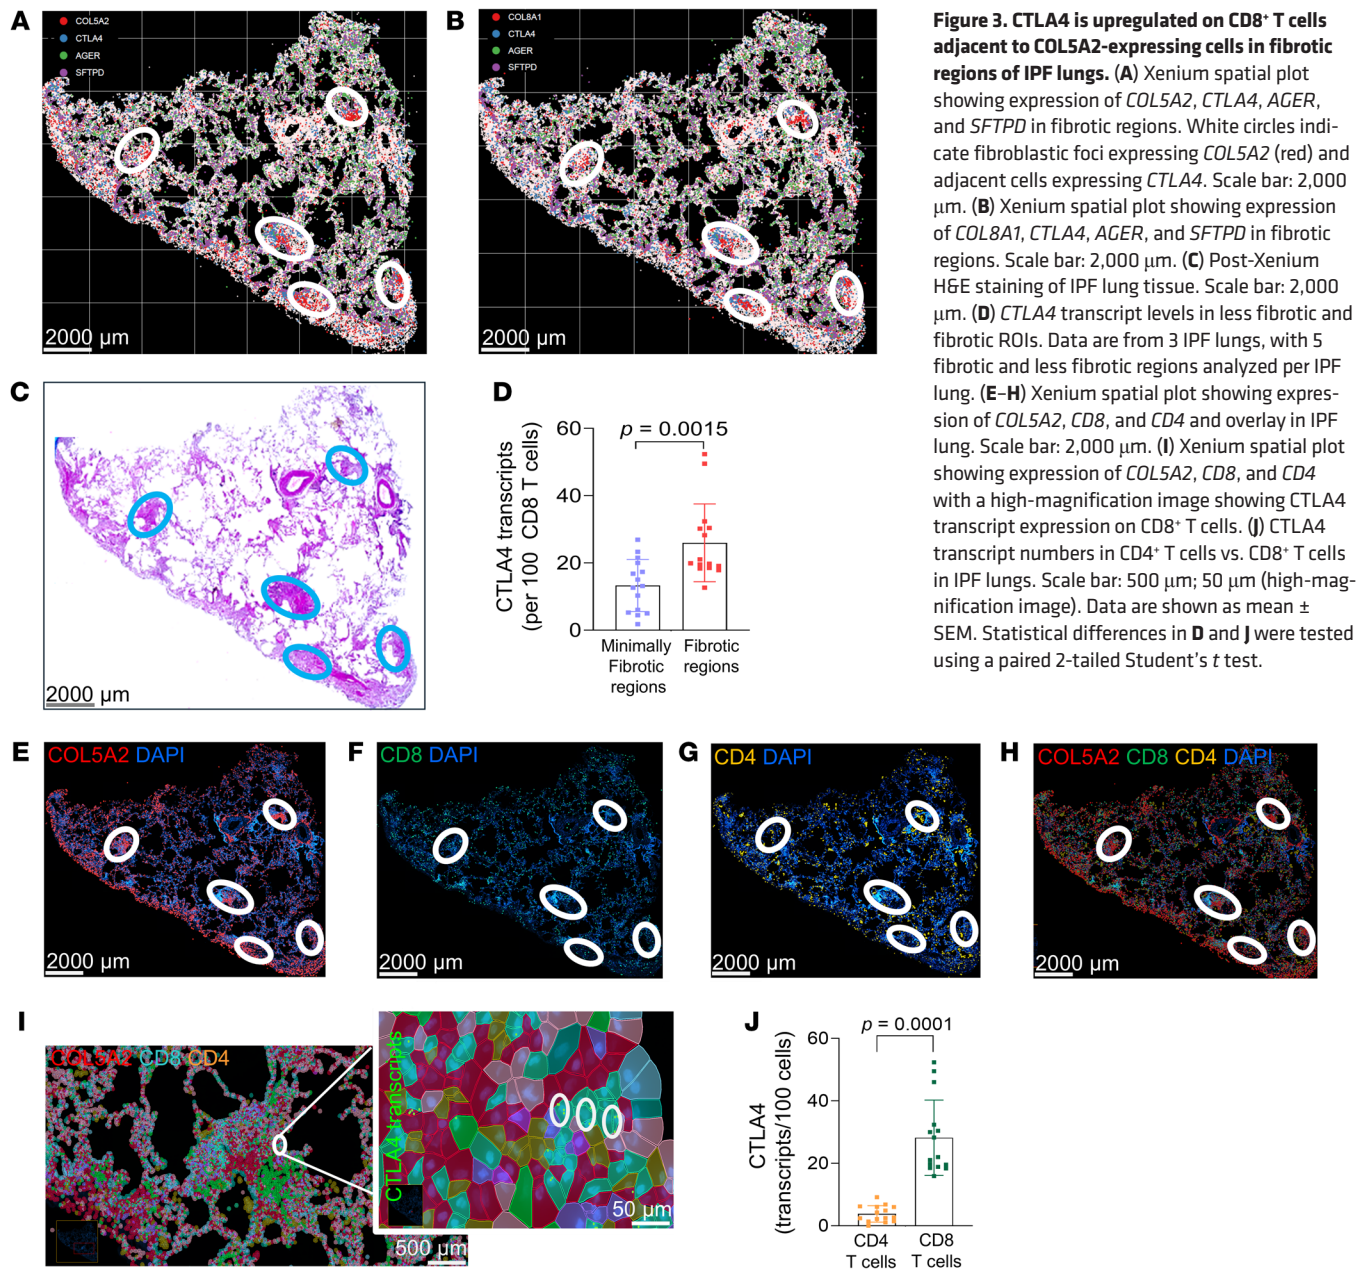 A
COL5A2
CTLA4
AGER
SFTPD
2000 µm
B
COL8A1
CTLA4
AGER
SFTPD
2000 µm
Figure 3. CTLA4 is upregulated on CD8⁺ T cells
adjacent to COL5A2-expressing cells in fibrotic
regions of IPF lungs. (A) Xenium spatial plot
showing expression of COL5A2, CTLA4, AGER,
and SFTPD in fibrotic regions. White circles indi-
cate fibroblastic foci expressing COL5A2 (red) and
adjacent cells expressing CTLA4. Scale bar: 2,000
μm. (B) Xenium spatial plot showing expression
of COL8A1, CTLA4, AGER, and SFTPD in fibrotic
regions. Scale bar: 2,000 μm. (C) Post-Xenium
H&E staining of IPF lung tissue. Scale bar: 2,000
μm. (D) CTLA4 transcript levels in less fibrotic and
fibrotic ROIs. Data are from 3 IPF lungs, with 5
fibrotic and less fibrotic regions analyzed per IPF
lung. (E–H) Xenium spatial plot showing expres-
sion of COL5A2, CD8, and CD4 and overlay in IPF
lung. Scale bar: 2,000 μm. (I) Xenium spatial plot
showing expression of COL5A2, CD8, and CD4
with a high-magnification image showing CTLA4
transcript expression on CD8⁺ T cells. (J) CTLA4
transcript numbers in CD4⁺ T cells vs. CD8⁺ T cells
in IPF lungs. Scale bar: 500 μm; 50 μm (high-mag-
nification image). Data are shown as mean ±
SEM. Statistical differences in D and J were tested
using a paired 2-tailed Student's t test.
C
2000 µm
D
CTLA4 transcripts
(per 100 CD8 T cells)
60
40
20
0
p = 0.0015
Minimally
Fibrotic
regions
Fibrotic
regions
E
COL5A2 DAPI
2000 µm
F
CD8 DAPI
2000 µm
G
CD4 DAPI
2000 µm
H
COL5A2 CD8 CD4 DAPI
2000 µm
I
COL5A2 CD8 CD4
500 µm
CTLA4 transcripts
50 µm
J
CTLA4
(transcripts/100 cells)
60
40
20
0
p = 0.0001
CD4
T cells
CD8
T cells